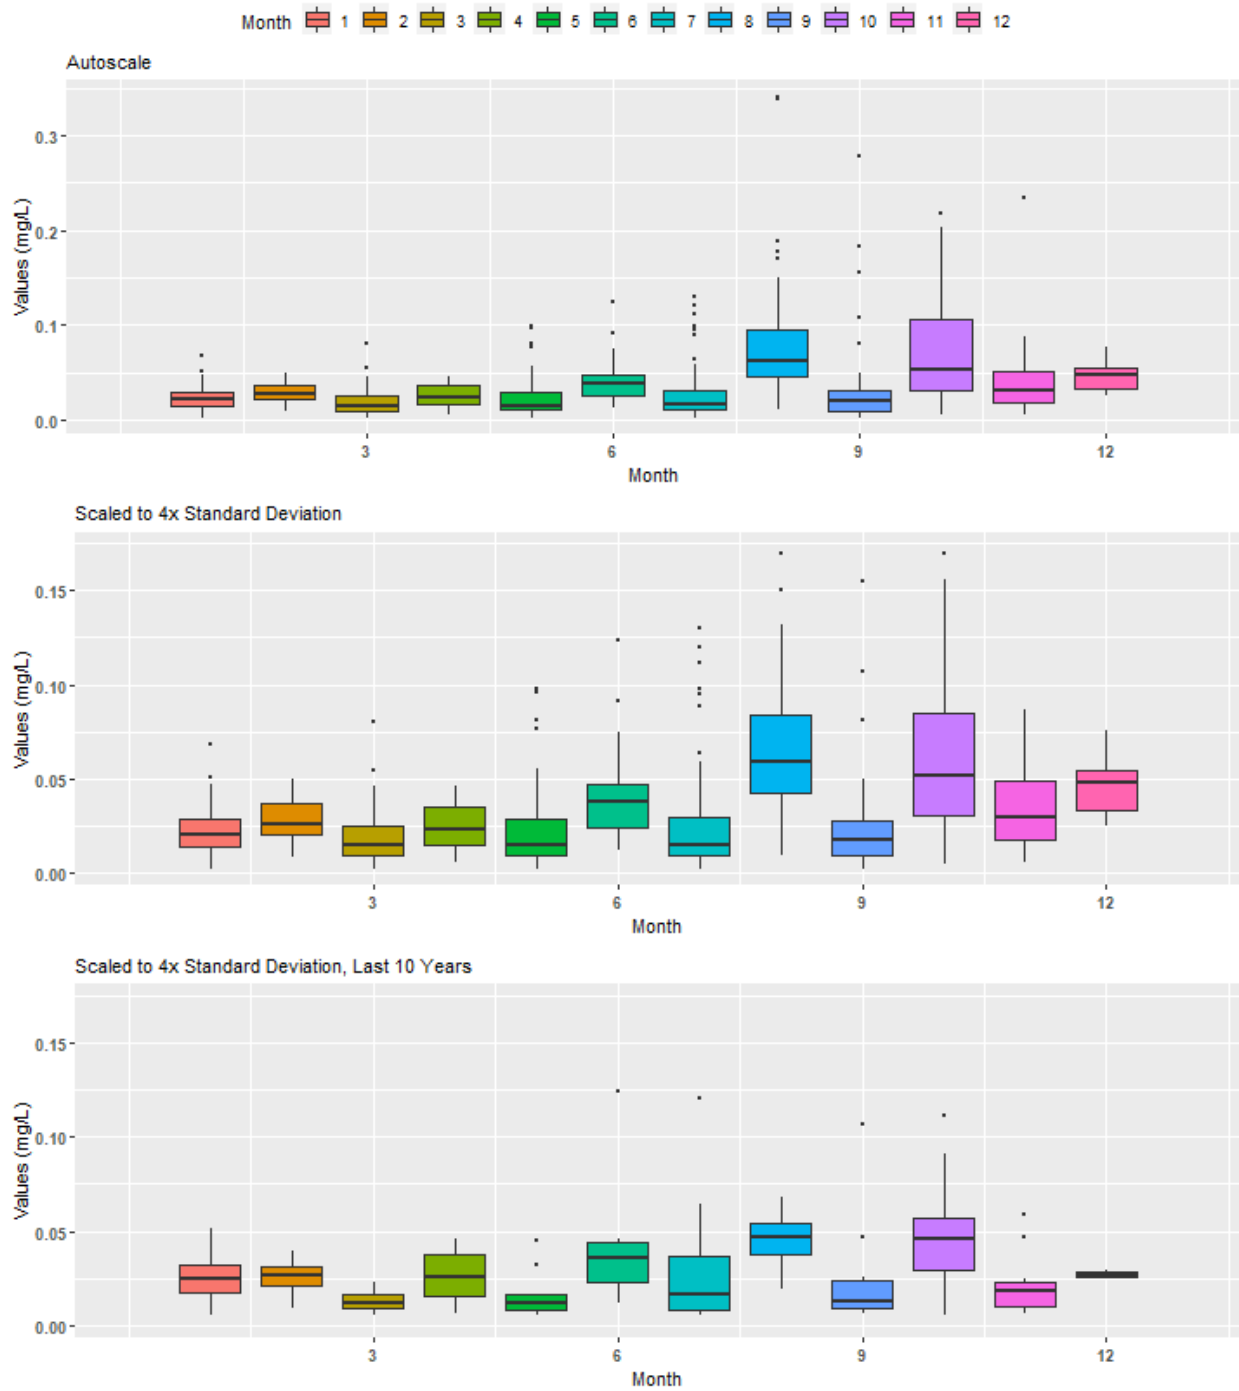 Month 1 2 3 4 5 6 7 8 9 10 11 12
Autoscale
Values (mg/L)
0.3
0.2
0.1
0.0
3 6 9 12
Month
Scaled to 4x Standard Deviation
Values (mg/L)
0.15
0.10
0.05
0.00
3 6 9 12
Month
Scaled to 4x Standard Deviation, Last 10 Years
Values (mg/L)
0.15
0.10
0.05
0.00
3 6 9 12
Month